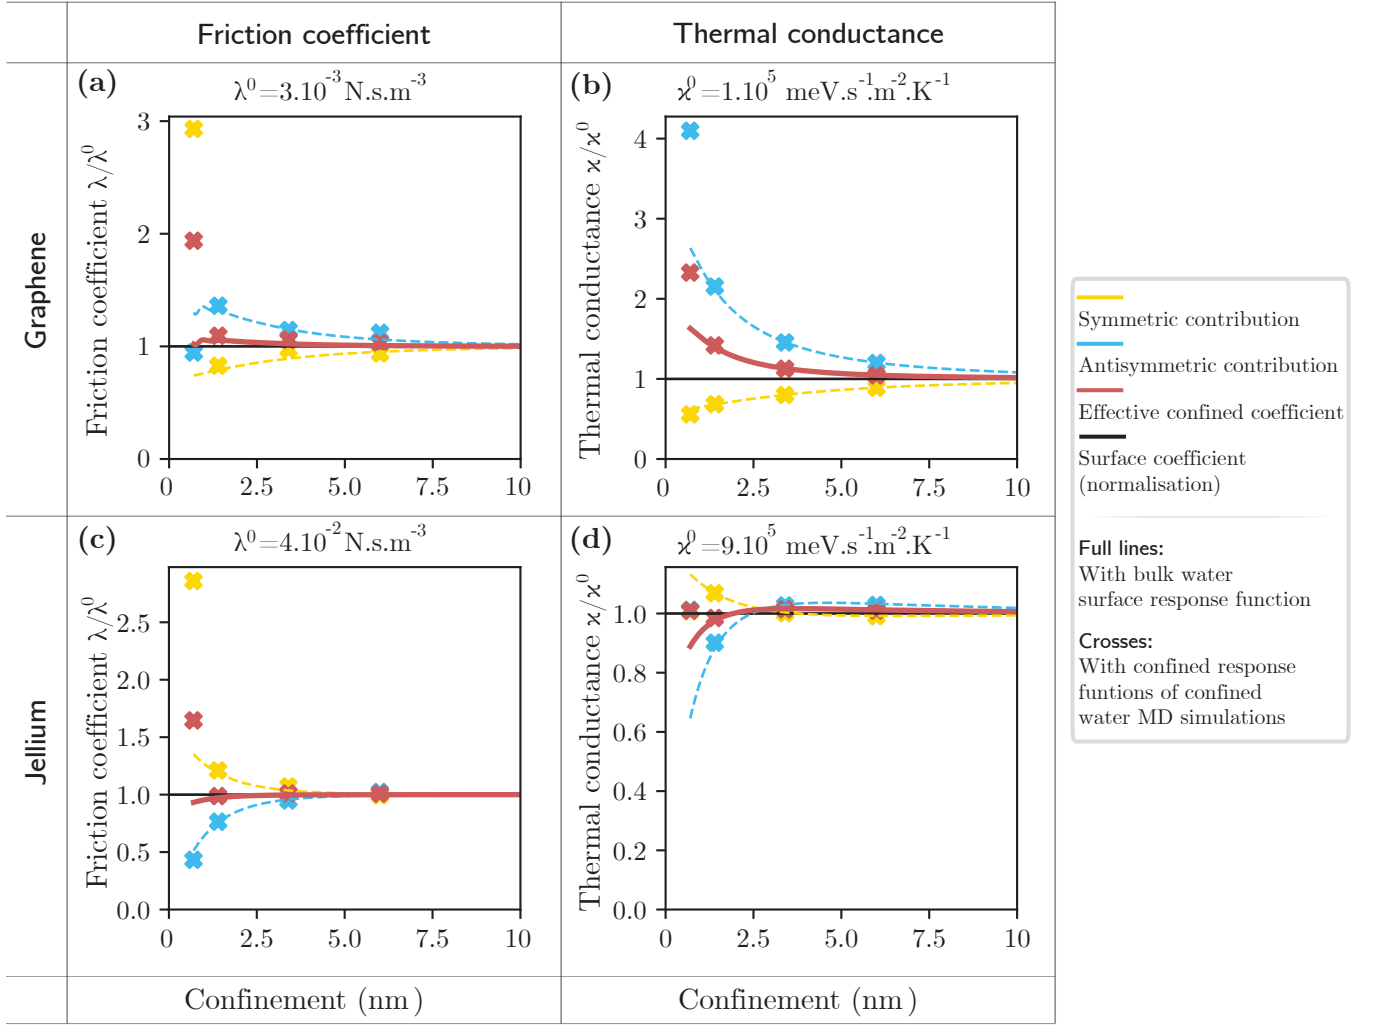 Friction coefficient
Thermal conductance
Graphene
(a)
λ⁰=3.10⁻³ N.s.m⁻³
Friction coefficient λ/λ⁰
3
2
1
0
0 2.5 5.0 7.5 10
(b)
ϰ⁰=1.10⁵ meV.s⁻¹.m⁻².K⁻¹
Thermal conductance ϰ/ϰ⁰
4
3
2
1
0
0 2.5 5.0 7.5 10
Jellium
(c)
λ⁰=4.10⁻² N.s.m⁻³
Friction coefficient λ/λ⁰
2.5
2.0
1.5
1.0
0.5
0.0
0 2.5 5.0 7.5 10
(d)
ϰ⁰=9.10⁵ meV.s⁻¹.m⁻².K⁻¹
Thermal conductance ϰ/ϰ⁰
1.0
0.8
0.6
0.4
0.2
0.0
0 2.5 5.0 7.5 10
Confinement (nm)
Confinement (nm)
Symmetric contribution
Antisymmetric contribution
Effective confined coefficient
Surface coefficient
(normalisation)
Full lines:
With bulk water
surface response function
Crosses:
With confined response
funtions of confined
water MD simulations